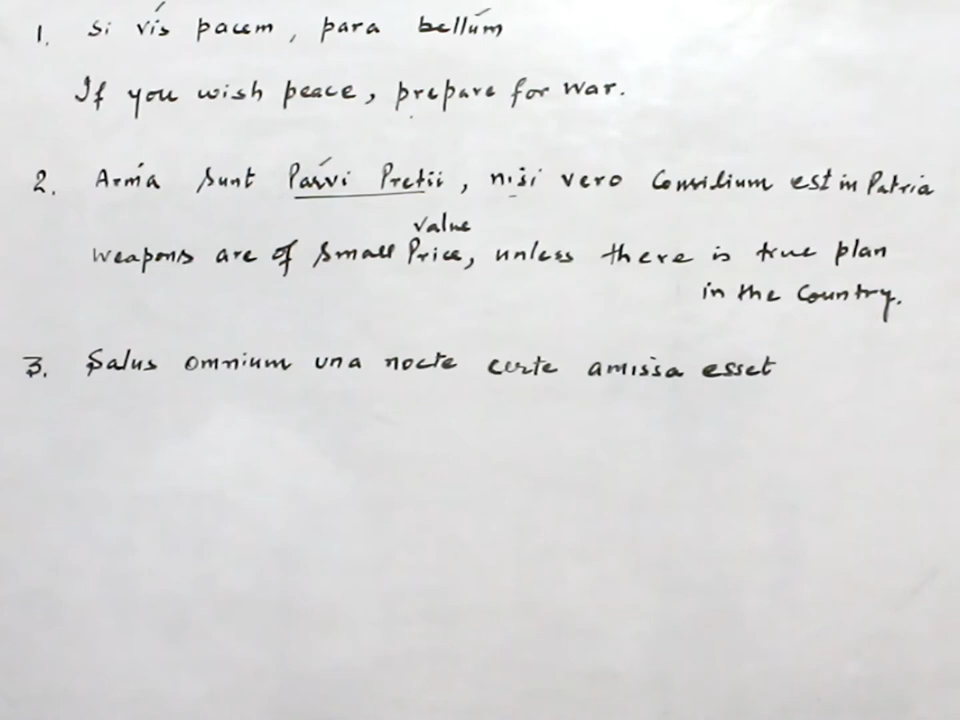 1. Si vis pacem, para bellum
If you wish peace, prepare for war.
2. Arma sunt Parvi Pretii, nisi vero Consilium est in Patria
value
weapons are of small Price, unless there is true plan
in the Country.
3. Salus omnium una nocte certe amissa esset